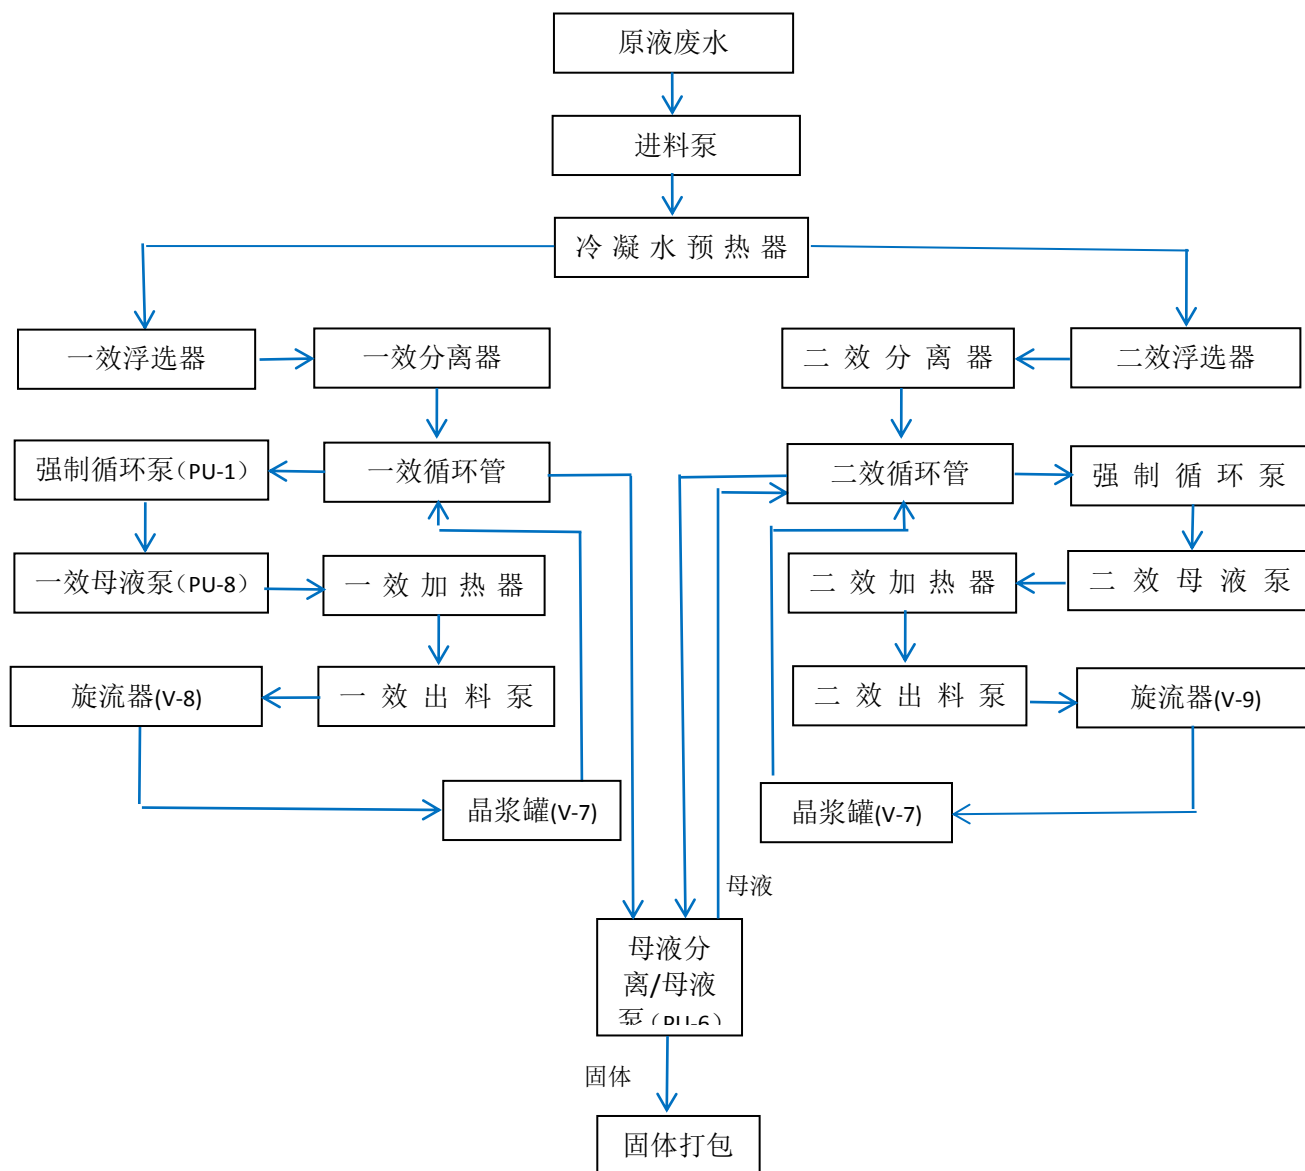 原液废水
进料泵
冷凝水预热器
一效浮选器
一效分离器
二效分离器
二效浮选器
强制循环泵（PU-1）
一效循环管
二效循环管
强制循环泵
一效母液泵（PU-8）
一效加热器
二效加热器
二效母液泵
旋流器(V-8)
一效出料泵
二效出料泵
旋流器(V-9)
晶浆罐(V-7)
晶浆罐(V-7)
母液
母液分
离/母液
泵（PU-6）
固体
固体打包